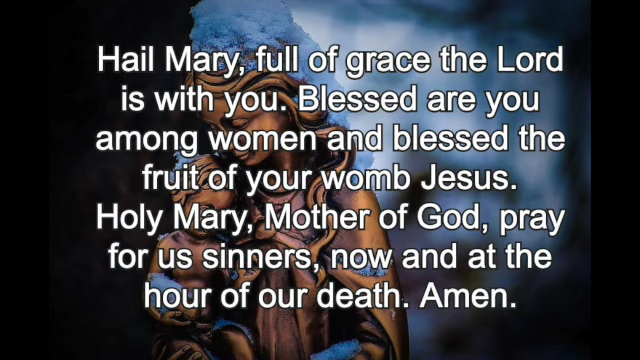 Hail Mary, full of grace the Lord
is with you. Blessed are you
among women and blessed the
fruit of your womb Jesus.
Holy Mary, Mother of God, pray
for us sinners, now and at the
hour of our death. Amen.